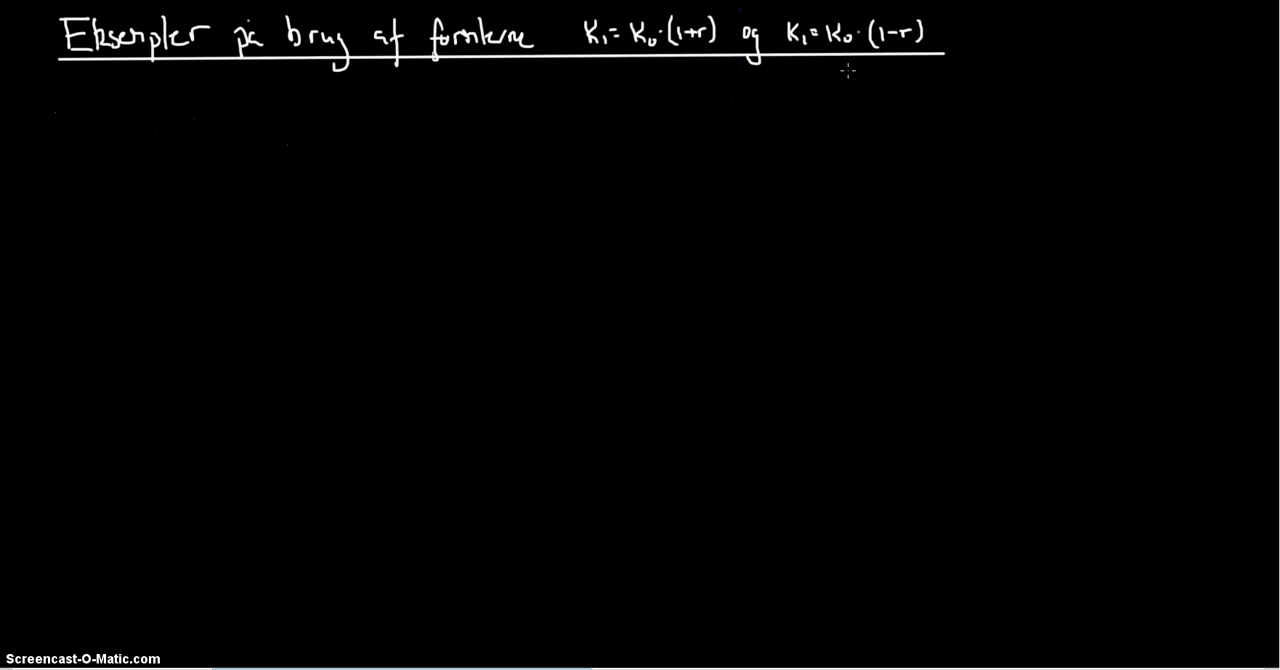 Eksempler på brug af formlerne K₁ = K₀ · (1+r) og K₁ = K₀ · (1-r)
Screencast-O-Matic.com